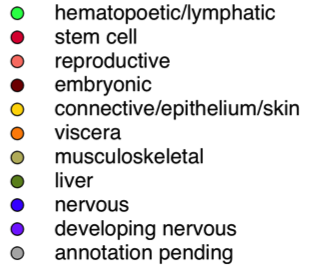 hematopoetic/lymphatic
stem cell
reproductive
embryonic
connective/epithelium/skin
viscera
musculoskeletal
liver
nervous
developing nervous
annotation pending